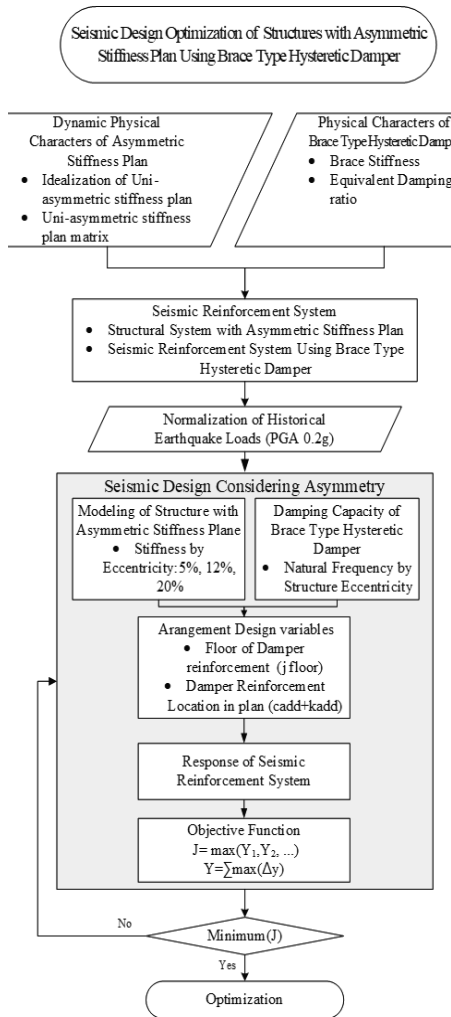 Seismic Design Optimization of Structures with Asymmetric
Stiffness Plan Using Brace Type Hysteretic Damper
Dynamic Physical
Characters of Asymmetric
Stiffness Plan
• Idealization of Uni-
asymmetric stiffness plan
• Uni-asymmetric stiffness
plan matrix
Physical Characters of
Brace Type Hysteretic Damp
• Brace Stiffness
• Equivalent Damping
ratio
Seismic Reinforcement System
• Structural System with Asymmetric Stiffness Plan
• Seismic Reinforcement System Using Brace Type
Hysteretic Damper
Normalization of Historical
Earthquake Loads (PGA 0.2g)
Seismic Design Considering Asymmetry
Modeling of Structure with
Asymmetric Stiffness Plane
• Stiffness by
Eccentricity: 5%, 12%,
20%
Damping Capacity of
Brace Type Hysteretic
Damper
• Natural Frequency by
Structure Eccentricity
Arangement Design variables
• Floor of Damper
reinforcement (j floor)
• Damper Reinforcement
Location in plan (cadd+kadd)
Response of Seismic
Reinforcement System
Objective Function
J= max(Y₁,Y₂, ...)
Y=∑max(Δy)
No
Minimum (J)
Yes
Optimization